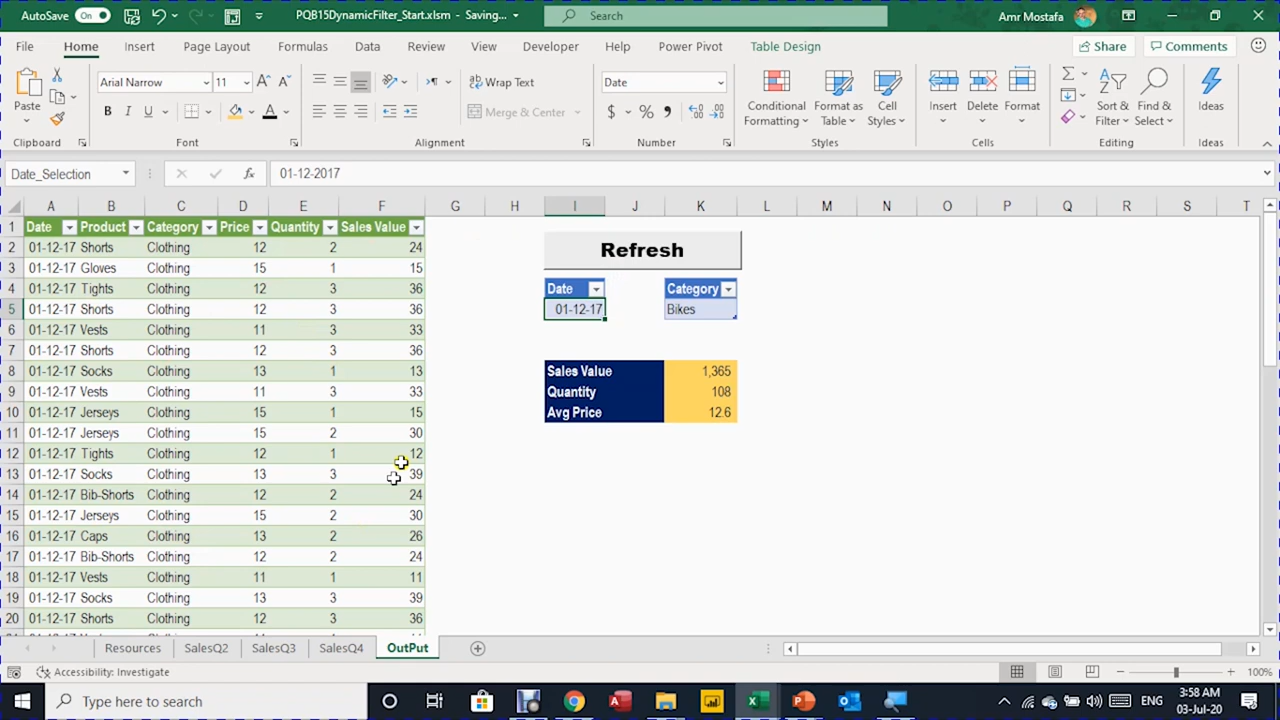 AutoSave On PQB15DynamicFilter_Start.xlsm - Saving... Search Amr Mostafa
File Home Insert Page Layout Formulas Data Review View Developer Help Power Pivot Table Design Share Comments
Paste Arial Narrow 11 Wrap Text Date Conditional Formatting Format as Table Cell Styles Insert Delete Format Sort & Filter Find & Select Ideas
B I U A Merge & Center $ % ,
Clipboard Font Alignment Number Styles Cells Editing Ideas
Date_Selection fx 01-12-2017
A B C D E F G H I J K L M N O P Q R S T
1 Date Product Category Price Quantity Sales Value
2 01-12-17 Shorts Clothing 12 2 24 Refresh
3 01-12-17 Gloves Clothing 15 1 15
4 01-12-17 Tights Clothing 12 3 36 Date Category
5 01-12-17 Shorts Clothing 12 3 36 01-12-17 Bikes
6 01-12-17 Vests Clothing 11 3 33
7 01-12-17 Shorts Clothing 12 3 36
8 01-12-17 Socks Clothing 13 1 13 Sales Value 1,365
9 01-12-17 Vests Clothing 11 3 33 Quantity 108
10 01-12-17 Jerseys Clothing 15 1 15 Avg Price 12.6
11 01-12-17 Jerseys Clothing 15 2 30
12 01-12-17 Tights Clothing 12 1 12
13 01-12-17 Socks Clothing 13 3 39
14 01-12-17 Bib-Shorts Clothing 12 2 24
15 01-12-17 Jerseys Clothing 15 2 30
16 01-12-17 Caps Clothing 13 2 26
17 01-12-17 Bib-Shorts Clothing 12 2 24
18 01-12-17 Vests Clothing 11 1 11
19 01-12-17 Socks Clothing 13 3 39
20 01-12-17 Shorts Clothing 12 3 36
Resources SalesQ2 SalesQ3 SalesQ4 OutPut
Accessibility: Investigate 100%
Type here to search ENG 3:58 AM
03-Jul-20